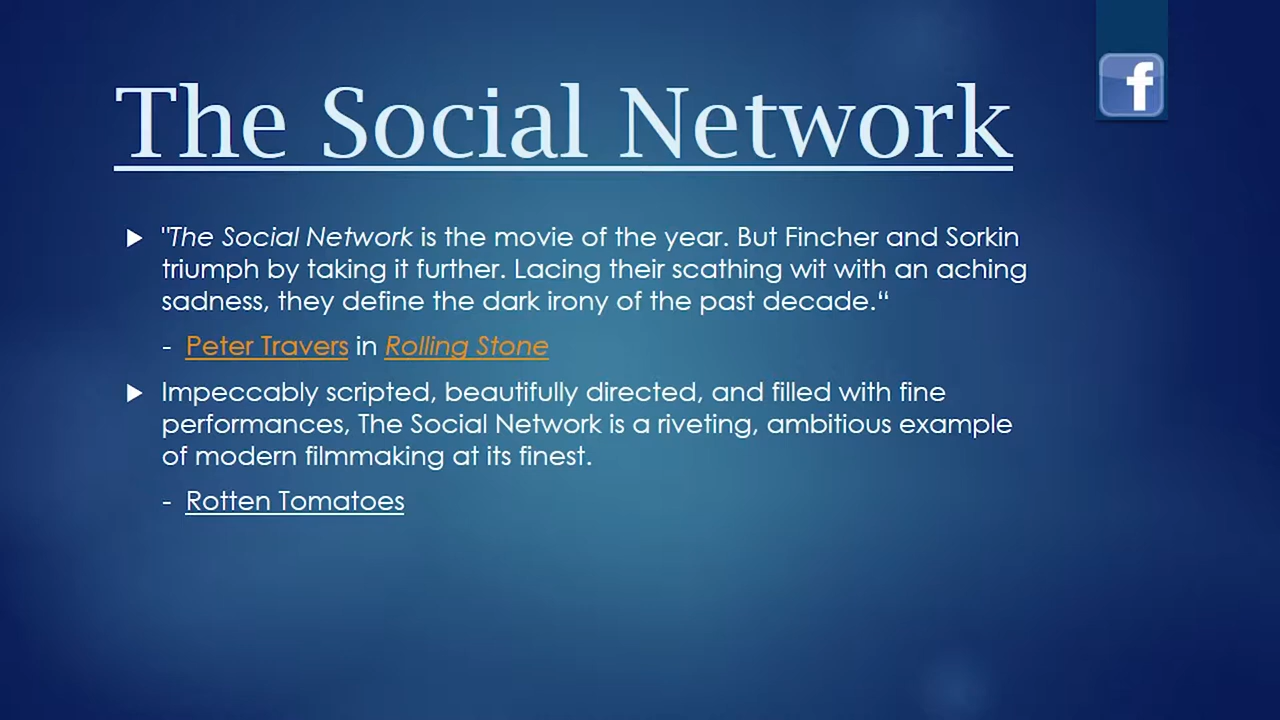 The Social Network
f
"The Social Network is the movie of the year. But Fincher and Sorkin
triumph by taking it further. Lacing their scathing wit with an aching
sadness, they define the dark irony of the past decade.“
- Peter Travers in Rolling Stone
Impeccably scripted, beautifully directed, and filled with fine
performances, The Social Network is a riveting, ambitious example
of modern filmmaking at its finest.
- Rotten Tomatoes